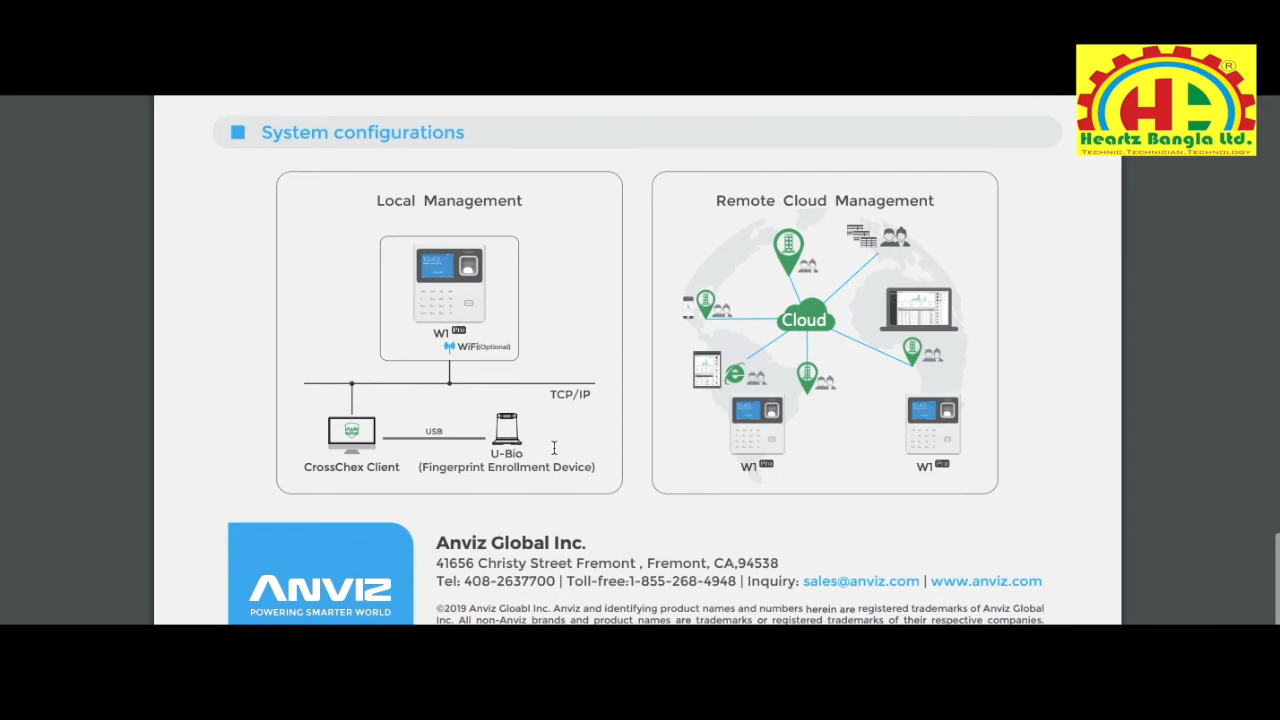 HE
®
Heartz Bangla Ltd.
TECHNIC.TECHNICIAN.TECHNOLOGY
System configurations
Local Management
W1 Pro
WiFi(Optional)
TCP/IP
USB
CrossChex Client
U-Bio
(Fingerprint Enrollment Device)
Remote Cloud Management
Cloud
W1 Pro
W1 Pro
ANVIZ
POWERING SMARTER WORLD
Anviz Global Inc.
41656 Christy Street Fremont , Fremont, CA,94538
Tel: 408-2637700 | Toll-free:1-855-268-4948 | Inquiry: sales@anviz.com | www.anviz.com
©2019 Anviz Gloabl Inc. Anviz and identifying product names and numbers herein are registered trademarks of Anviz Global
Inc. All non-Anviz brands and product names are trademarks or registered trademarks of their respective companies.